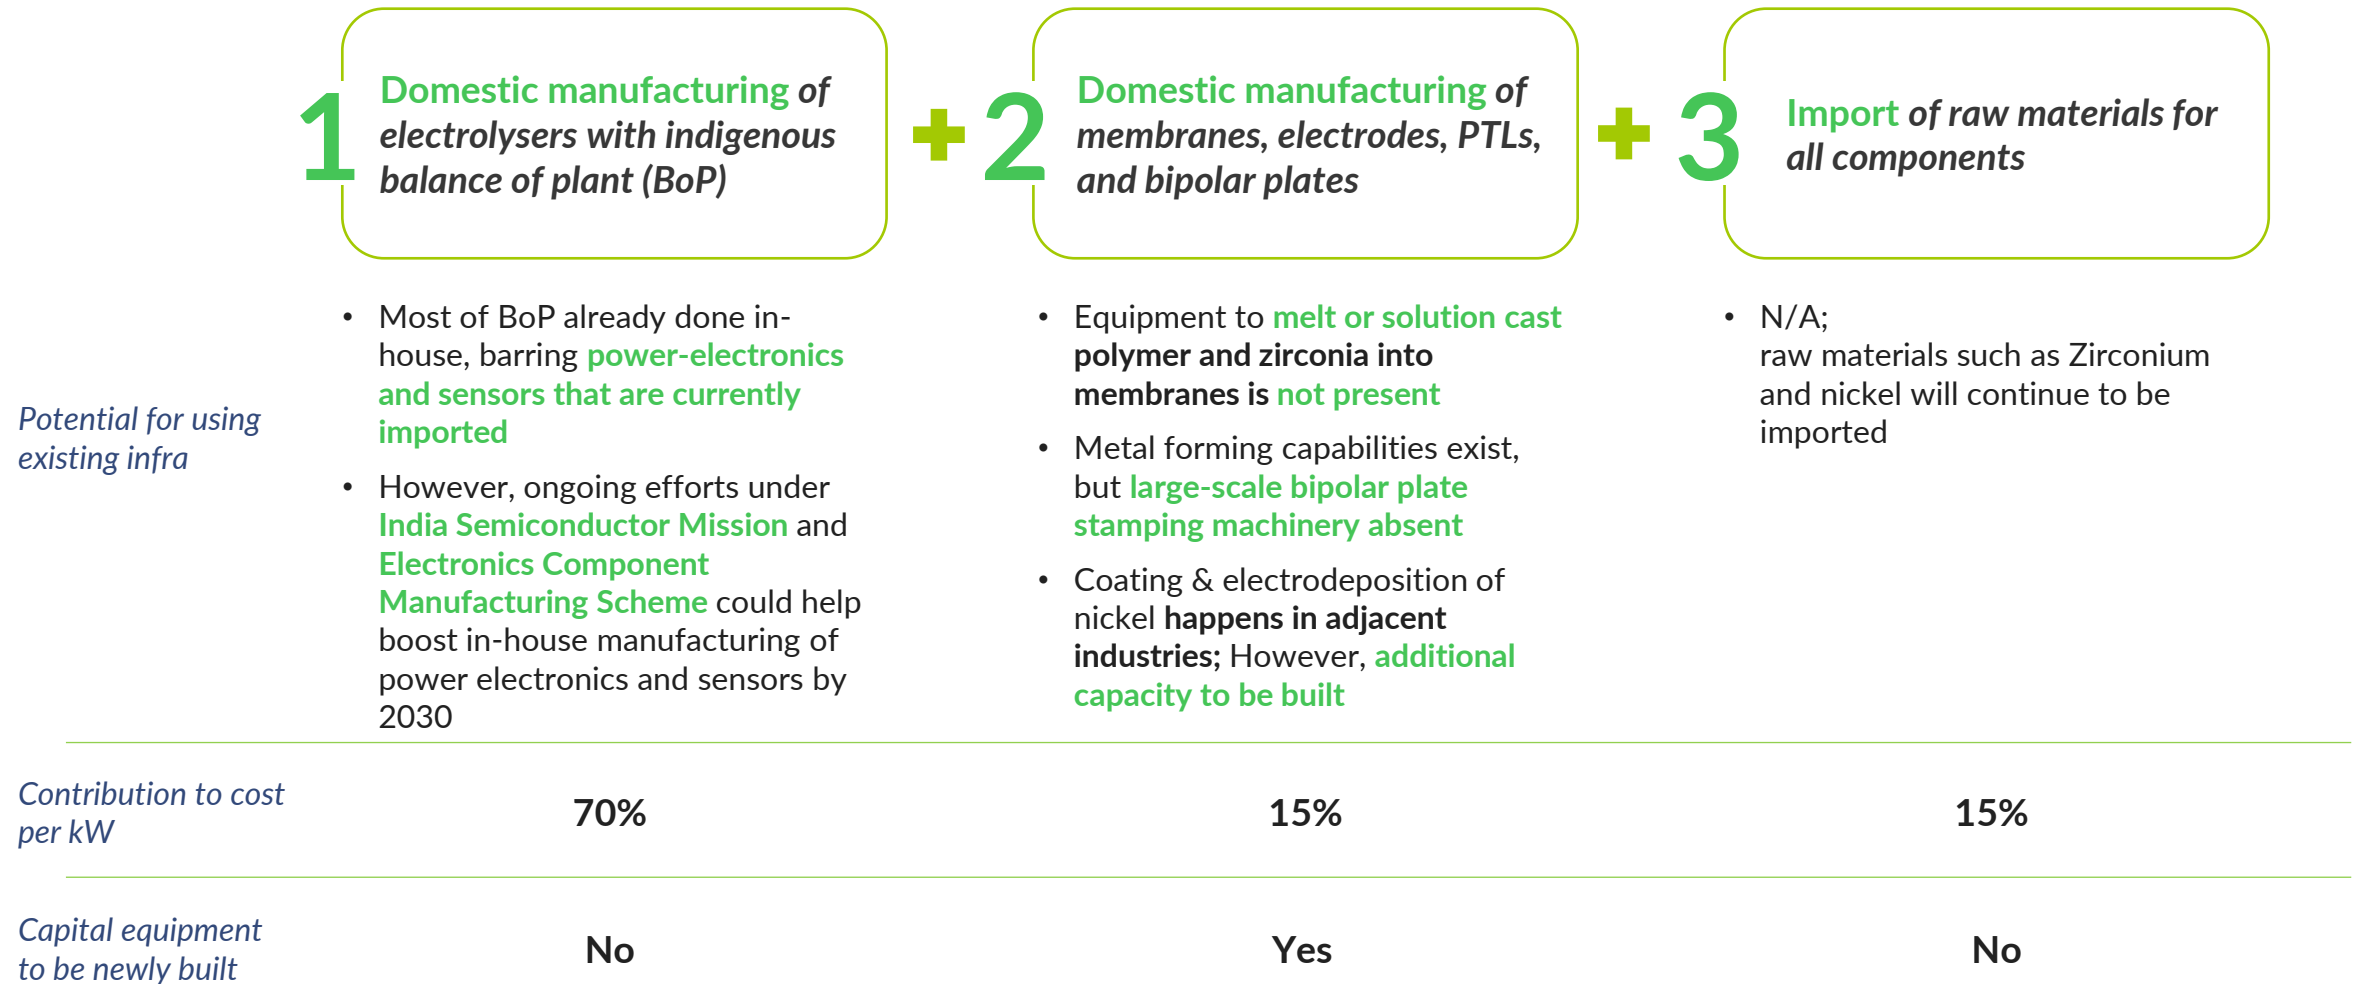 1
Domestic manufacturing of
electrolysers with indigenous
balance of plant (BoP)
2
Domestic manufacturing of
membranes, electrodes, PTLs,
and bipolar plates
3
Import of raw materials for
all components
Potential for using
existing infra
• Most of BoP already done in-
house, barring power-electronics
and sensors that are currently
imported
• However, ongoing efforts under
India Semiconductor Mission and
Electronics Component
Manufacturing Scheme could help
boost in-house manufacturing of
power electronics and sensors by
2030
• Equipment to melt or solution cast
polymer and zirconia into
membranes is not present
• Metal forming capabilities exist,
but large-scale bipolar plate
stamping machinery absent
• Coating & electrodeposition of
nickel happens in adjacent
industries; However, additional
capacity to be built
• N/A;
raw materials such as Zirconium
and nickel will continue to be
imported
Contribution to cost
per kW
70%
15%
15%
Capital equipment
to be newly built
No
Yes
No